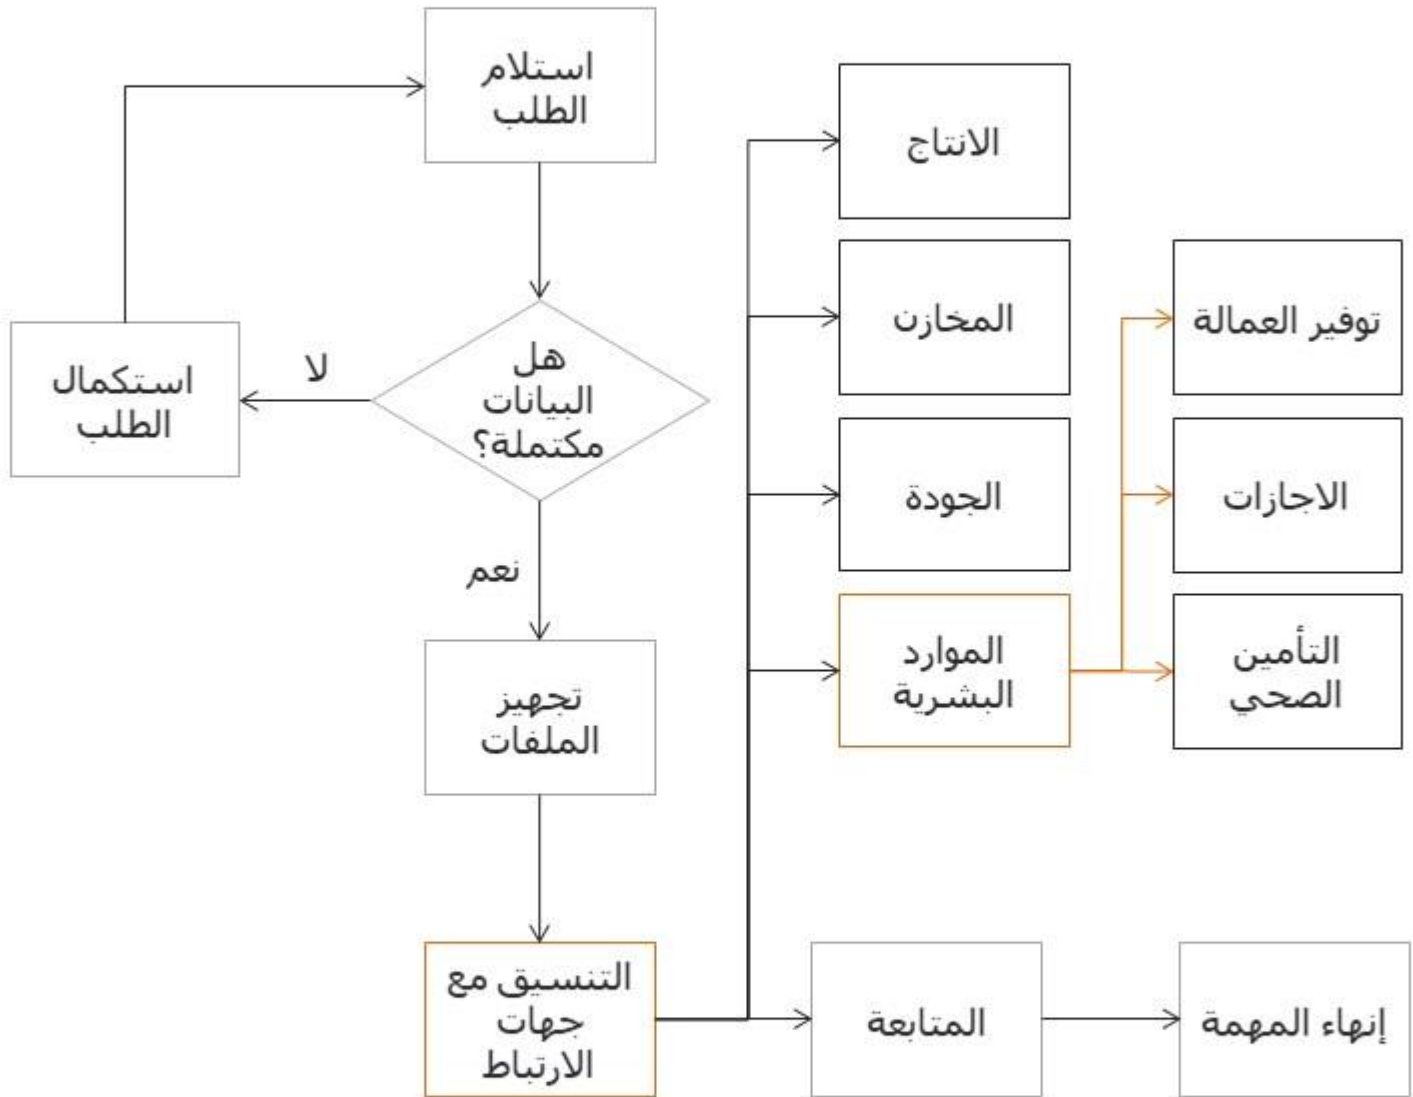 استلام
الطلب
هل
البيانات
مكتملة؟
لا
استكمال
الطلب
نعم
تجهيز
الملفات
التنسيق مع
جهات
الارتباط
الانتاج
المخازن
الجودة
الموارد
البشرية
توفير العمالة
الاجازات
التأمين
الصحي
المتابعة
إنهاء المهمة